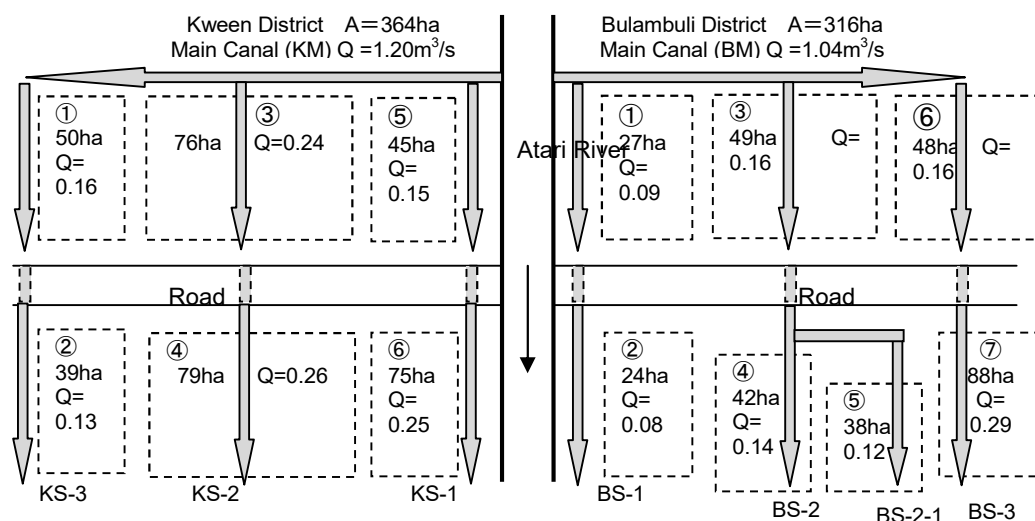 Kween District A=364ha
Main Canal (KM) Q =1.20m³/s
Bulambuli District A=316ha
Main Canal (BM) Q =1.04m³/s
①
50ha
Q=
0.16
③
76ha Q=0.24
⑤
45ha
Q=
0.15
Atari River
①
27ha
Q=
0.09
③
49ha Q=
0.16
⑥
48ha Q=
0.16
Road
Road
②
39ha
Q=
0.13
④
79ha Q=0.26
⑥
75ha
Q=
0.25
②
24ha
Q=
0.08
④
42ha
Q=
0.14
⑤
38ha
0.12
⑦
88ha
Q=
0.29
KS-3
KS-2
KS-1
BS-1
BS-2
BS-2-1
BS-3